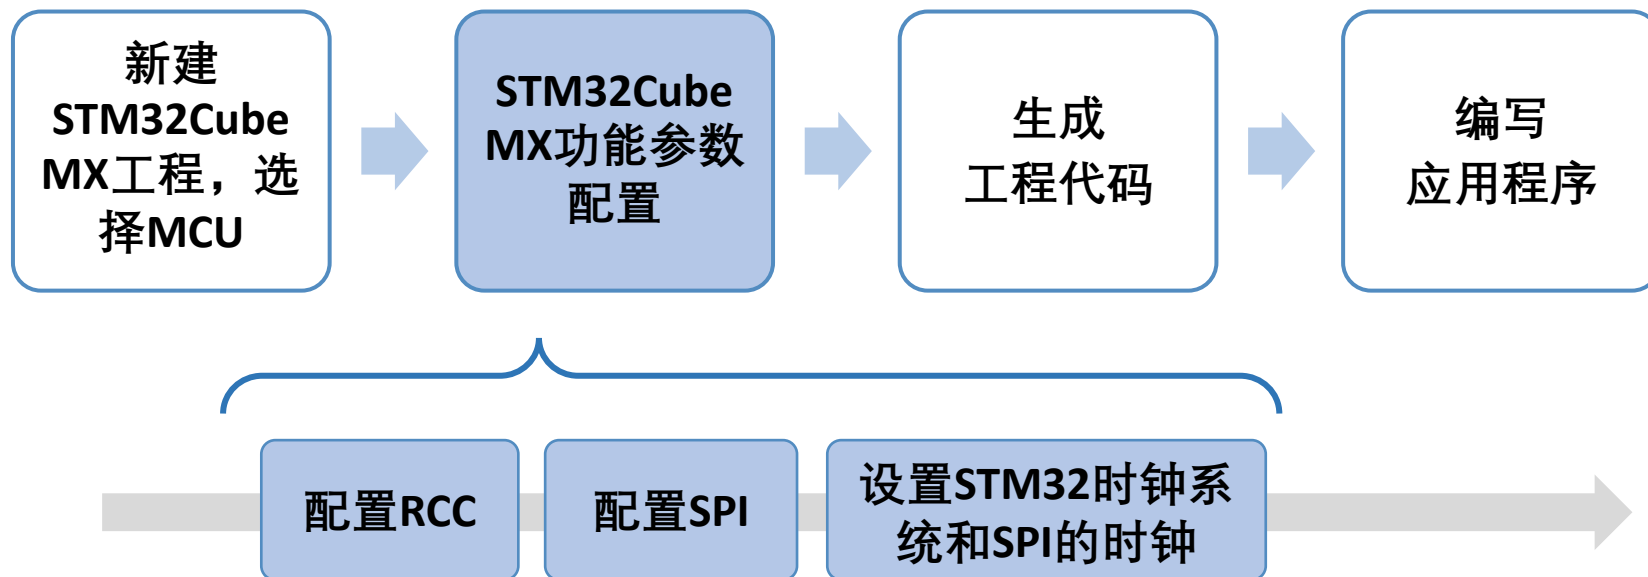 新建
STM32Cube
MX工程，选
择MCU
STM32Cube
MX功能参数
配置
生成
工程代码
编写
应用程序
配置RCC
配置SPI
设置STM32时钟系
统和SPI的时钟